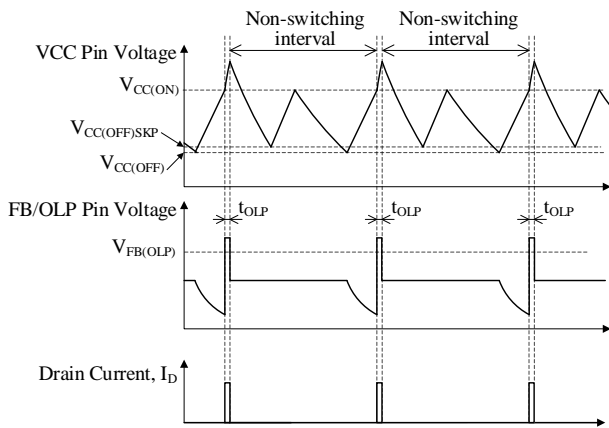 Non-switching
interval
Non-switching
interval
VCC Pin Voltage
V_CC(ON)
V_CC(OFF)SKP
V_CC(OFF)
FB/OLP Pin Voltage
t_OLP
t_OLP
t_OLP
V_FB(OLP)
Drain Current, I_D